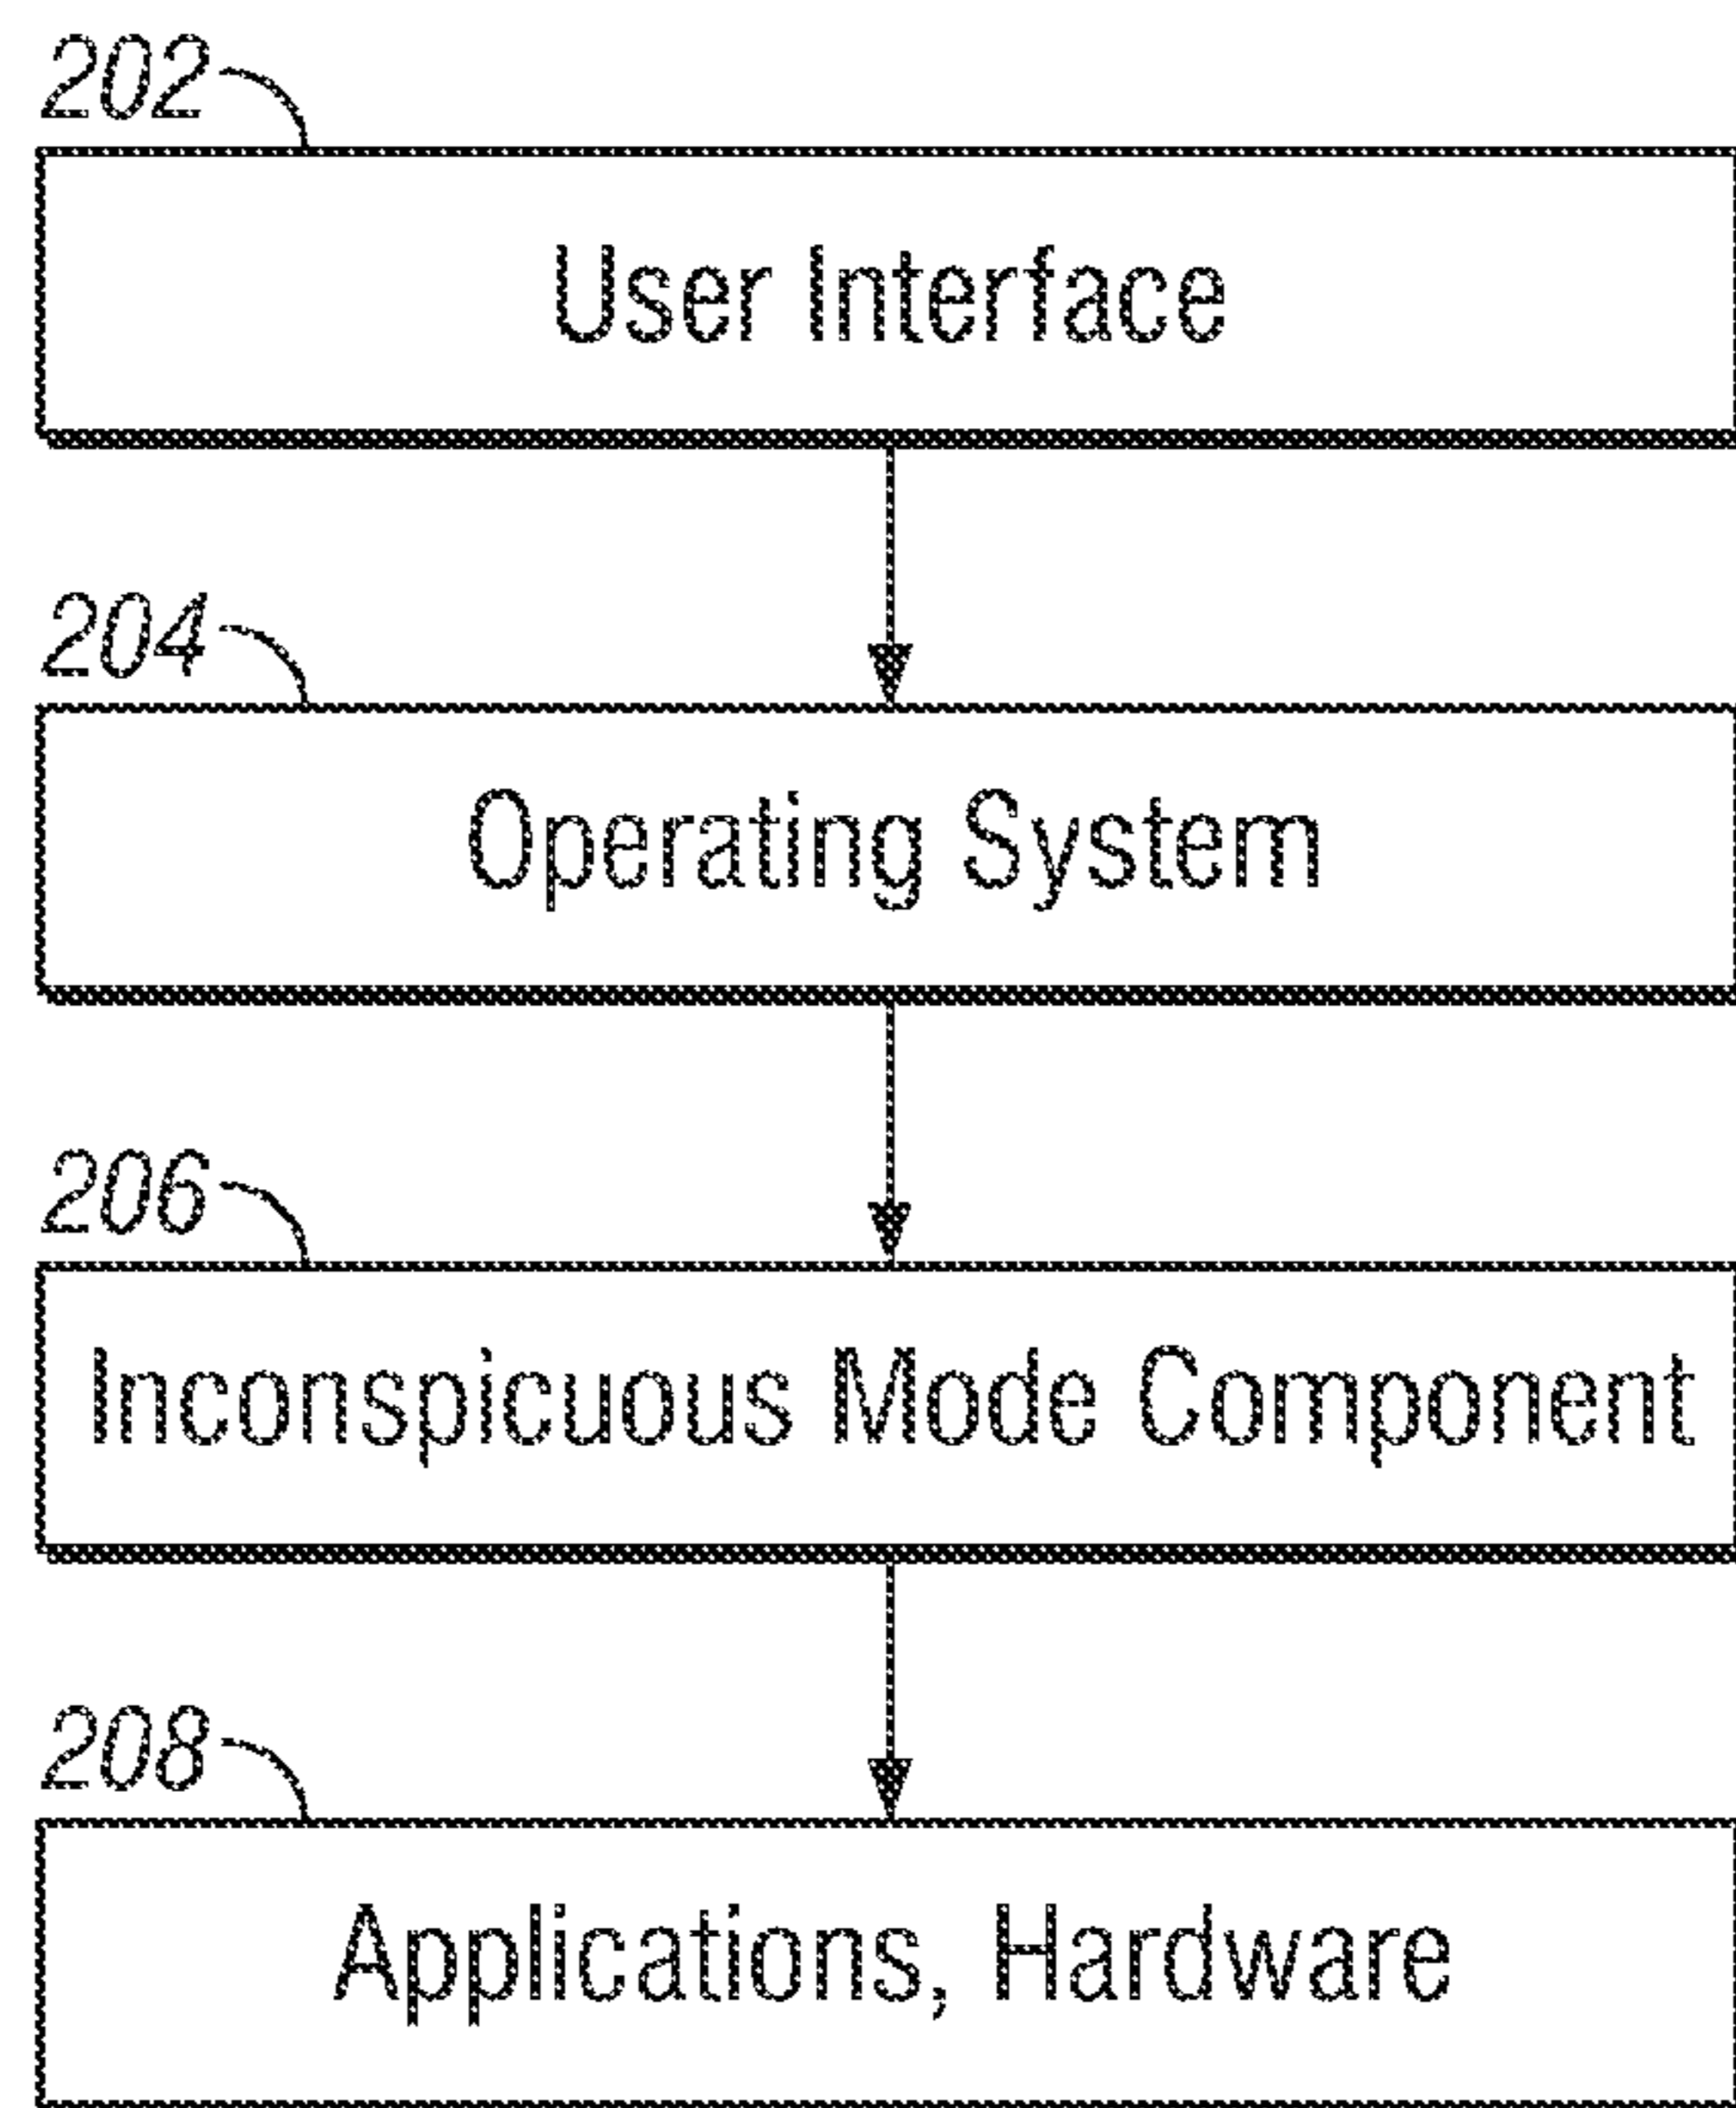 202
User Interface
204
Operating System
206
Inconspicuous Mode Component
208
Applications, Hardware